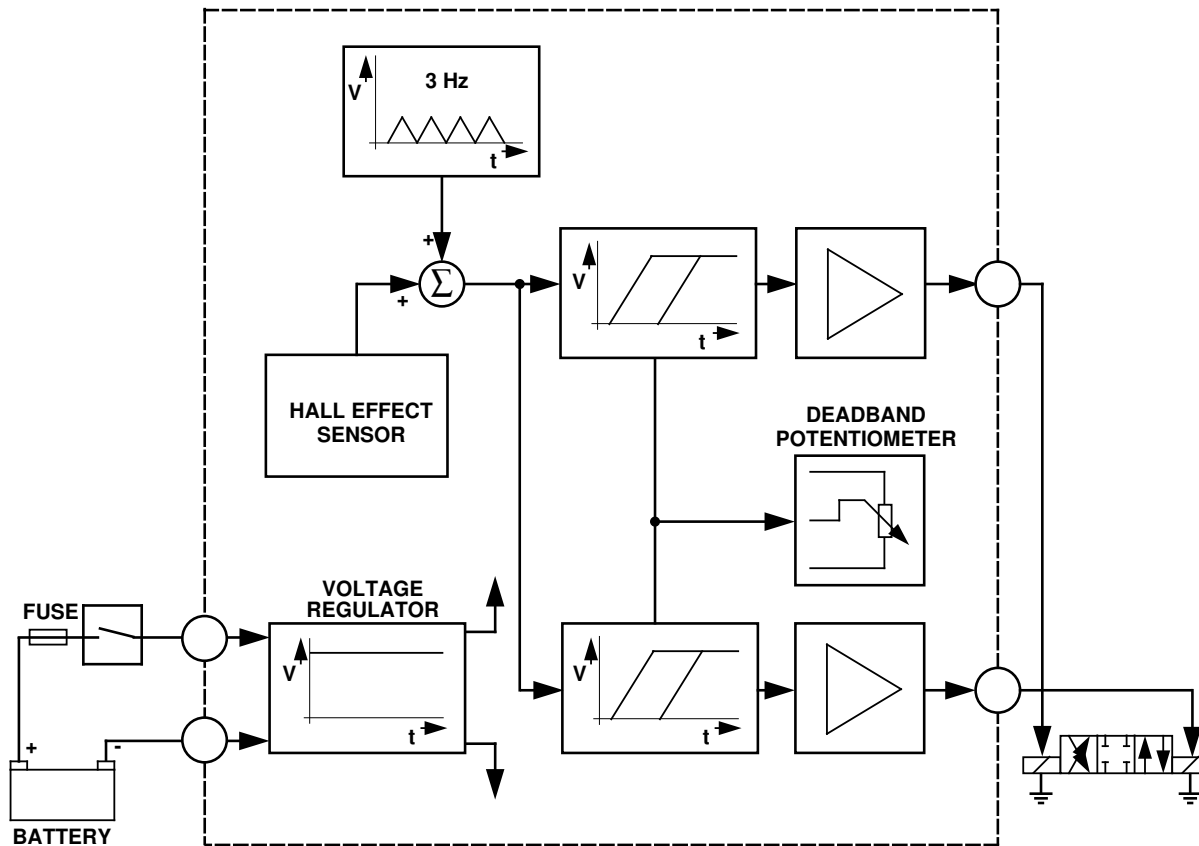 3 Hz
V
t
+
+
Σ
V
t
HALL EFFECT
SENSOR
DEADBAND
POTENTIOMETER
VOLTAGE
REGULATOR
FUSE
V
t
V
t
+
-
BATTERY